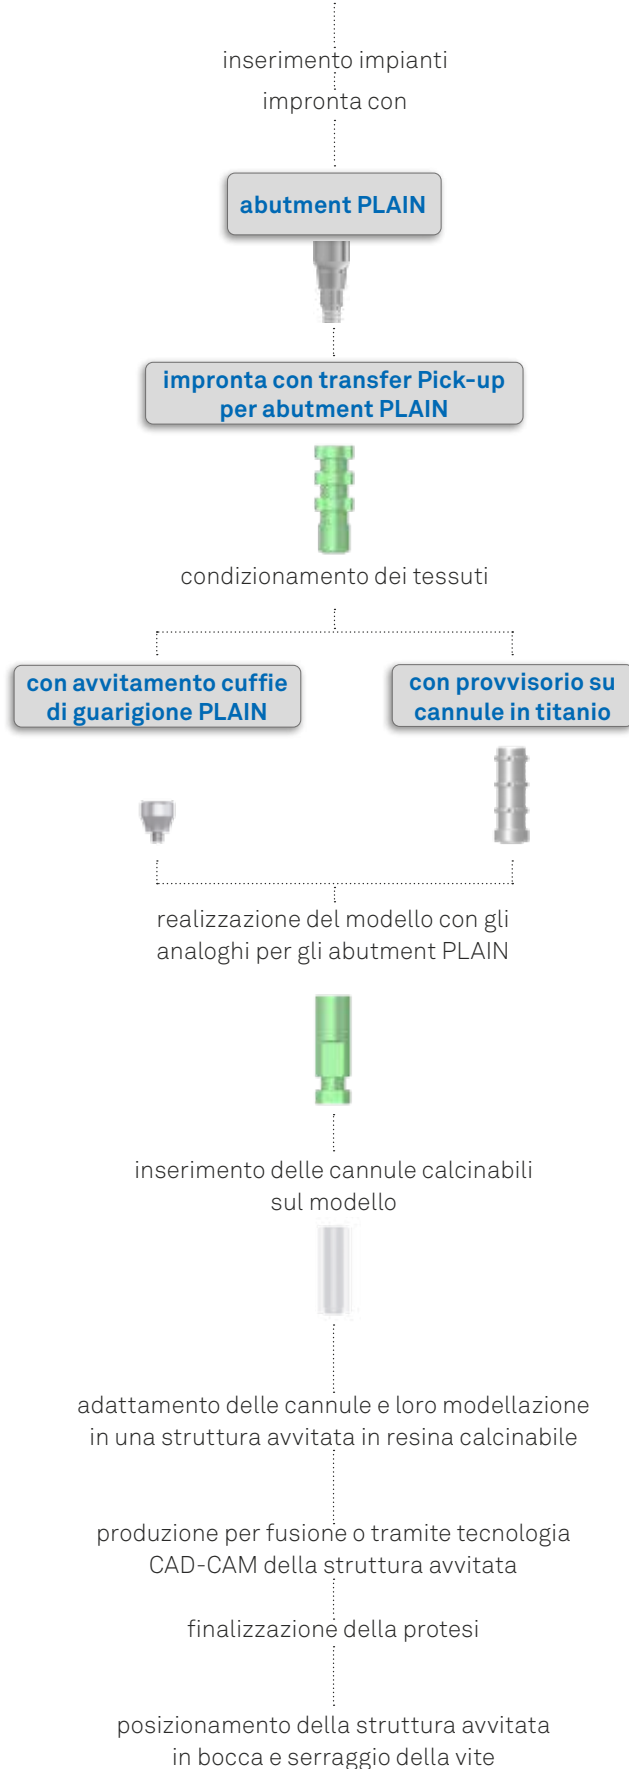 inserimento impianti
impronta con
abutment PLAIN
impronta con transfer Pick-up
per abutment PLAIN
condizionamento dei tessuti
con avvitamento cuffie
di guarigione PLAIN
con provvisorio su
cannule in titanio
realizzazione del modello con gli
analoghi per gli abutment PLAIN
inserimento delle cannule calcinabili
sul modello
adattamento delle cannule e loro modellazione
in una struttura avvitata in resina calcinabile
produzione per fusione o tramite tecnologia
CAD-CAM della struttura avvitata
finalizzazione della protesi
posizionamento della struttura avvitata
in bocca e serraggio della vite